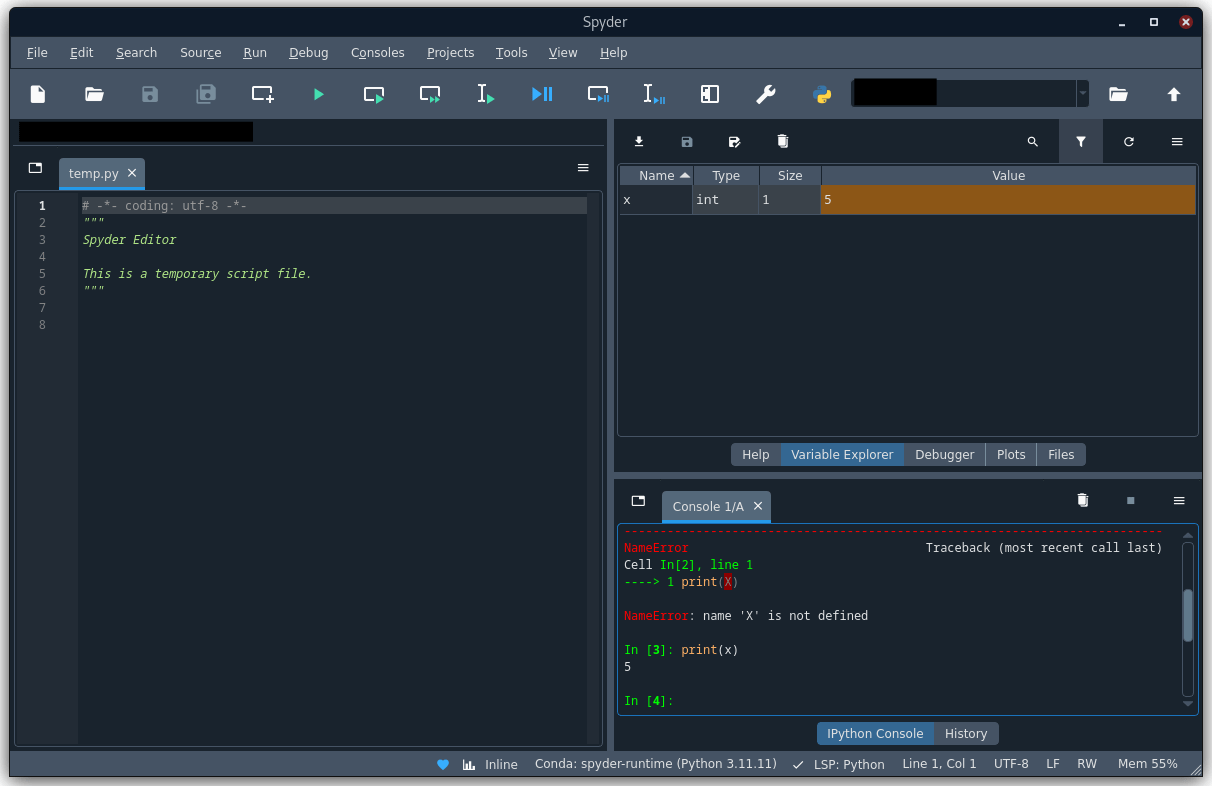 Spyder
File Edit Search Source Run Debug Consoles Projects Tools View Help
temp.py
1 # -*- coding: utf-8 -*-
2 """
3 Spyder Editor
4
5 This is a temporary script file.
6 """
7
8
Name Type Size Value
x int 1 5
Help Variable Explorer Debugger Plots Files
Console 1/A
---------------------------------------------------------------------------
NameError Traceback (most recent call last)
Cell In[2], line 1
----> 1 print(X)
NameError: name 'X' is not defined
In [3]: print(x)
5
In [4]:
IPython Console History
Inline Conda: spyder-runtime (Python 3.11.11) LSP: Python Line 1, Col 1 UTF-8 LF RW Mem 55%